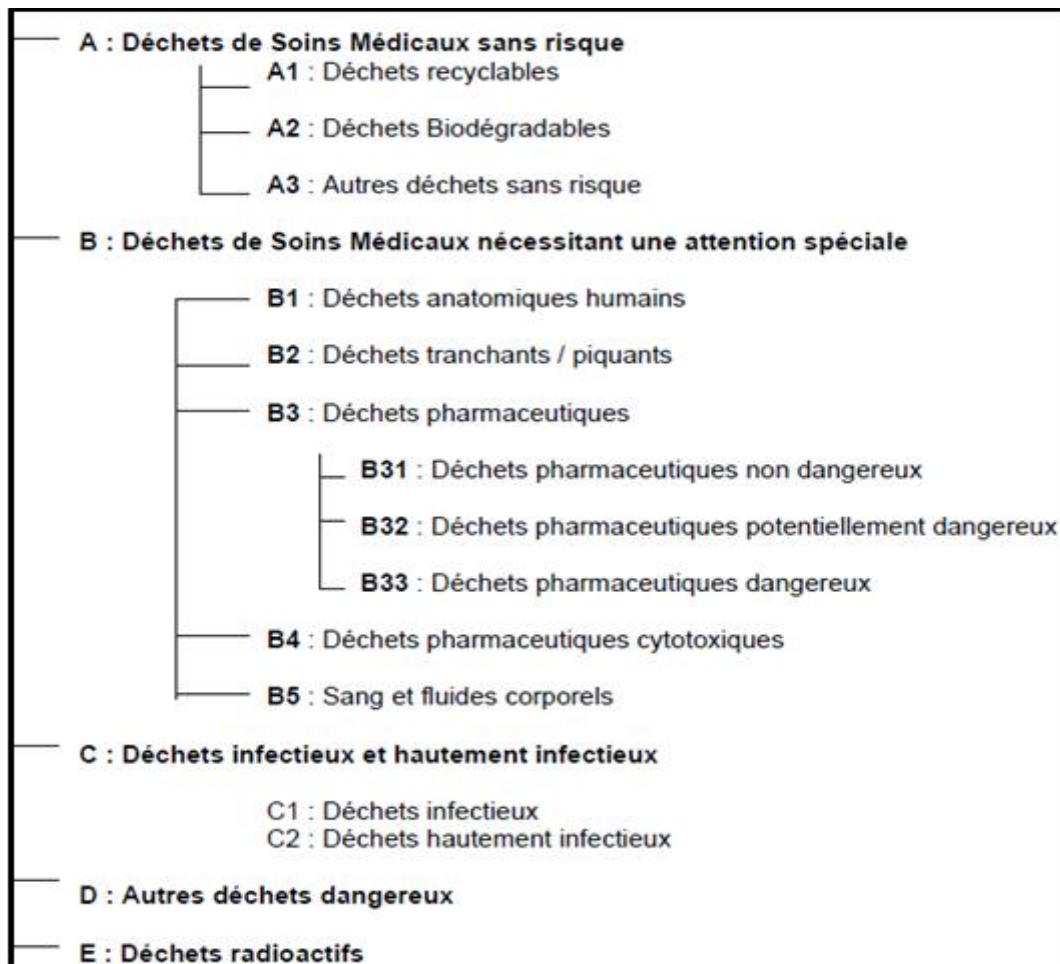 A : Déchets de Soins Médicaux sans risque
A1 : Déchets recyclables
A2 : Déchets Biodégradables
A3 : Autres déchets sans risque
B : Déchets de Soins Médicaux nécessitant une attention spéciale
B1 : Déchets anatomiques humains
B2 : Déchets tranchants / piquants
B3 : Déchets pharmaceutiques
B31 : Déchets pharmaceutiques non dangereux
B32 : Déchets pharmaceutiques potentiellement dangereux
B33 : Déchets pharmaceutiques dangereux
B4 : Déchets pharmaceutiques cytotoxiques
B5 : Sang et fluides corporels
C : Déchets infectieux et hautement infectieux
C1 : Déchets infectieux
C2 : Déchets hautement infectieux
D : Autres déchets dangereux
E : Déchets radioactifs